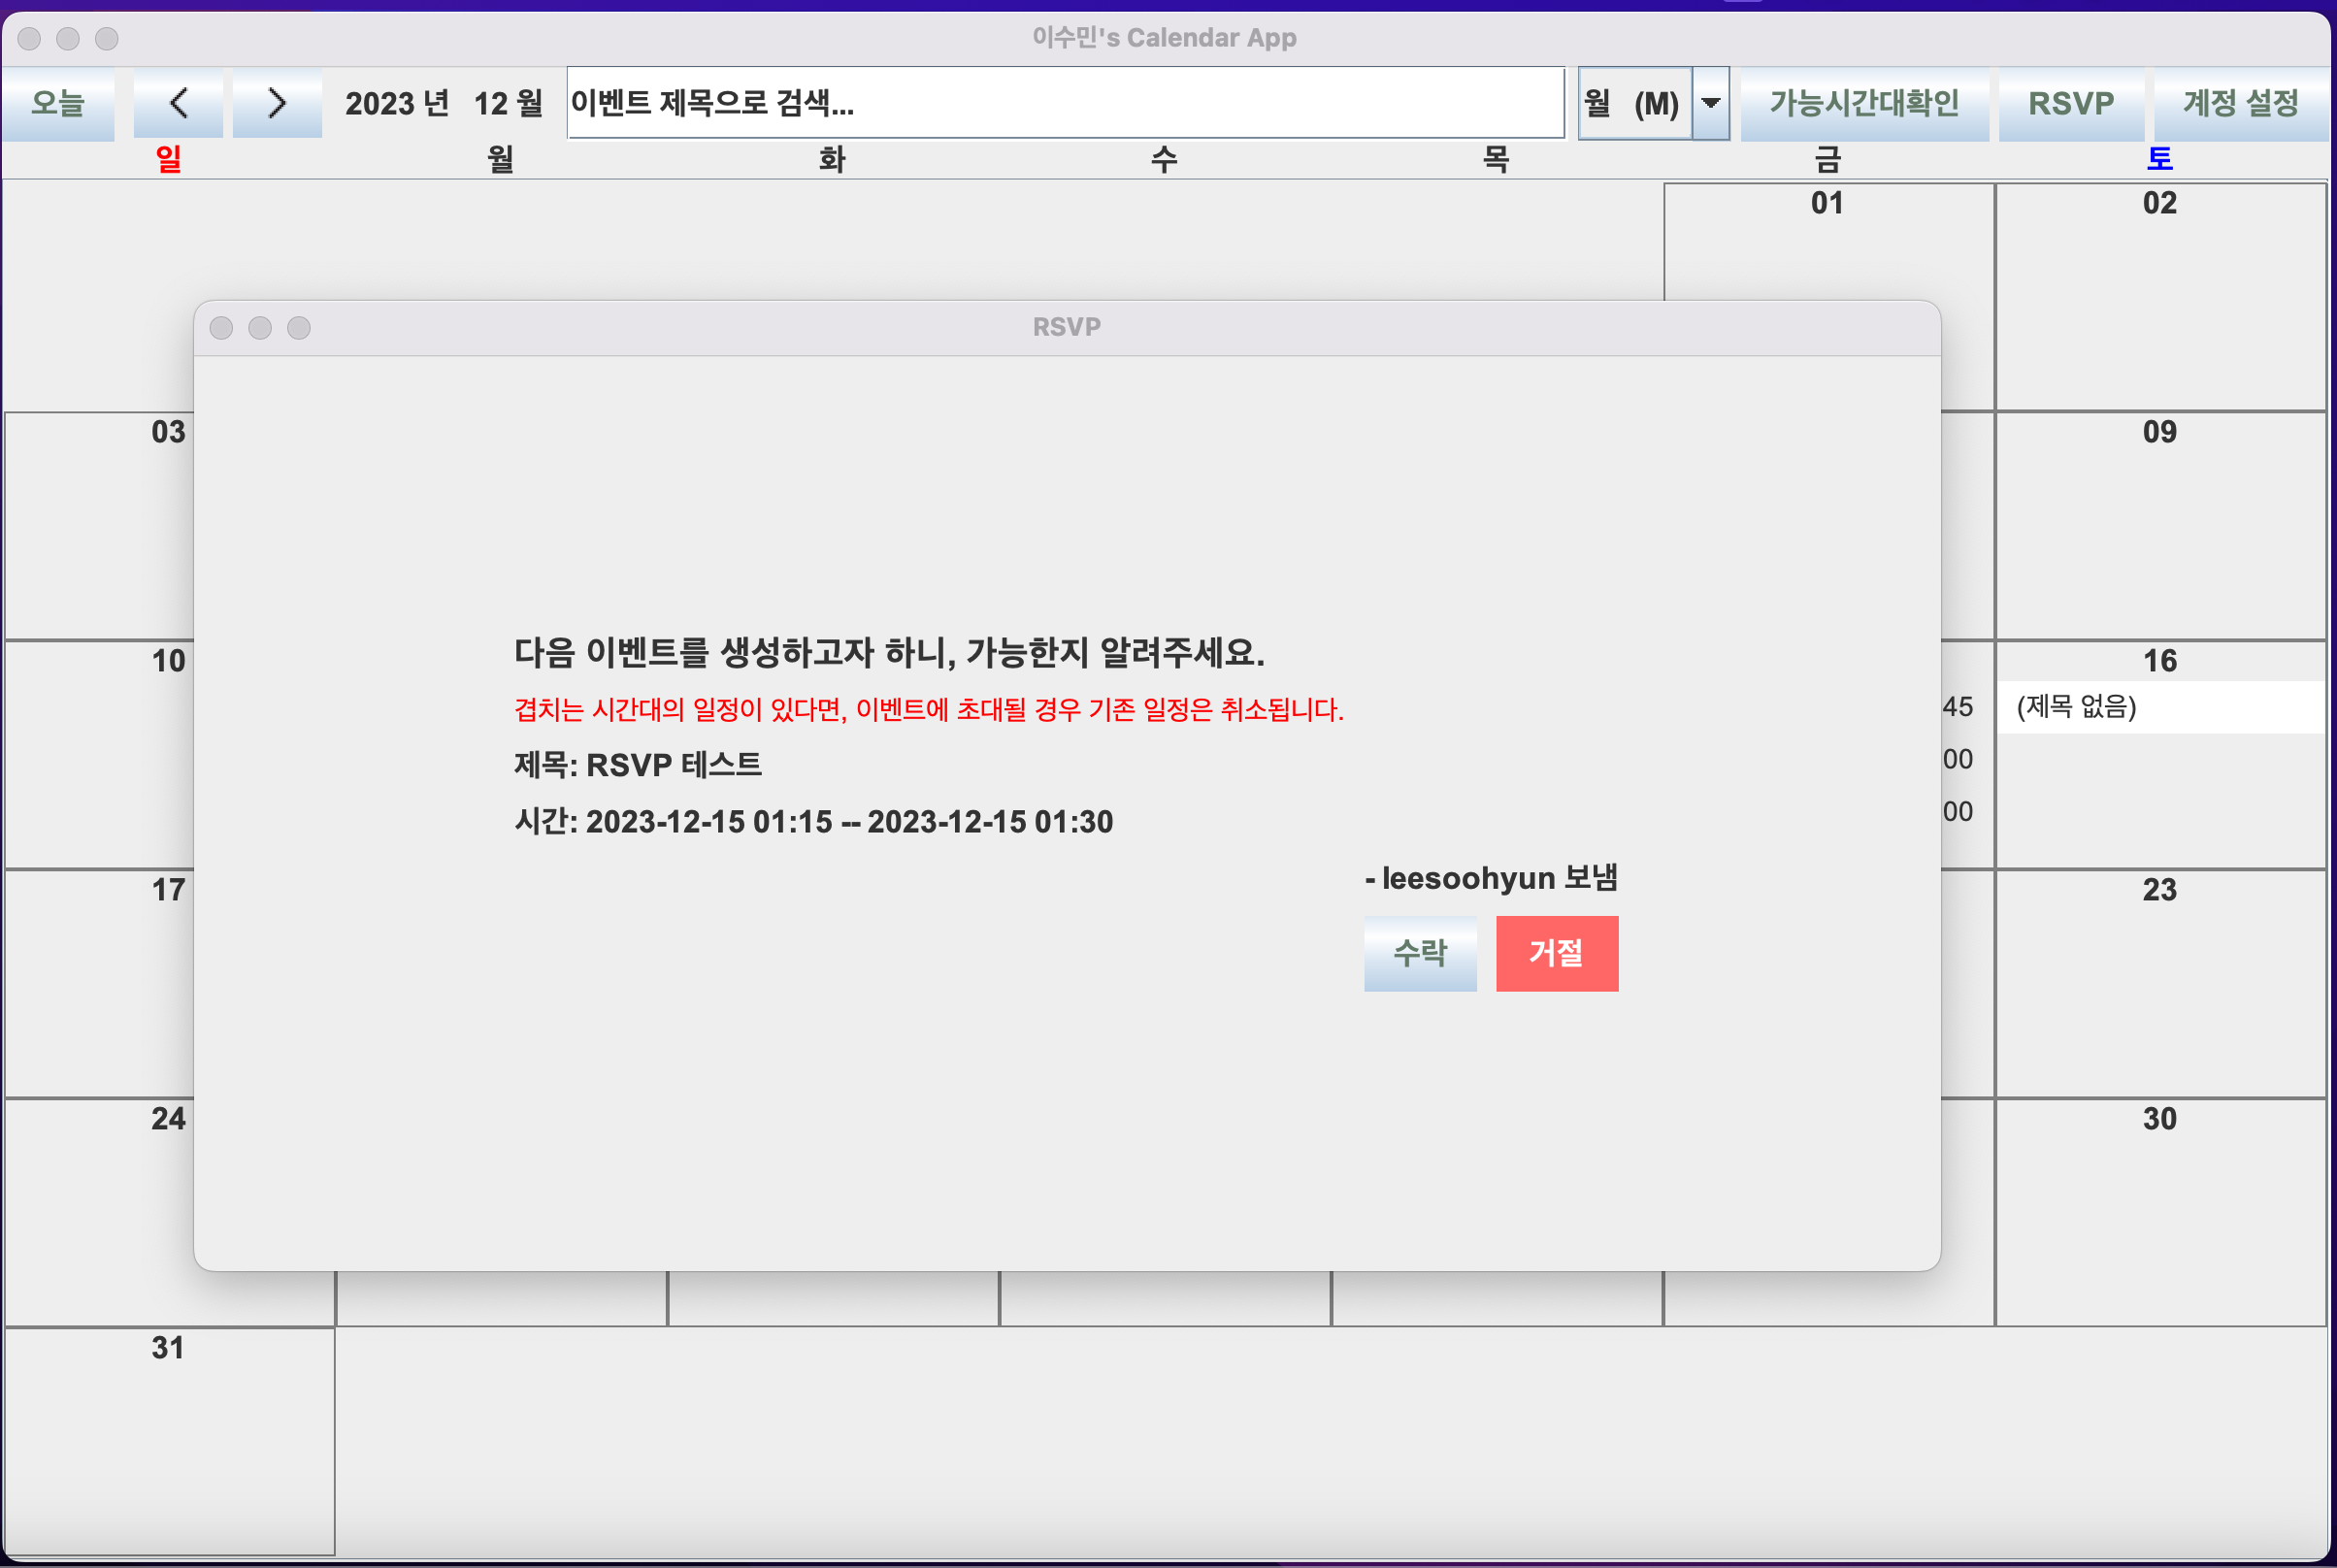 이수민's Calendar App
오늘 < > 2023 년 12 월 이벤트 제목으로 검색... 월 (M) 가능시간대확인 RSVP 계정 설정
일 월 화 수 목 금 토
01 02
RSVP
03 09
다음 이벤트를 생성하고자 하니, 가능한지 알려주세요.
10 16
겹치는 시간대의 일정이 있다면, 이벤트에 초대될 경우 기존 일정은 취소됩니다.
45 (제목 없음)
제목: RSVP 테스트
00
시간: 2023-12-15 01:15 -- 2023-12-15 01:30
00
- leesoohyun 보냄
17 23
수락 거절
24 30
31